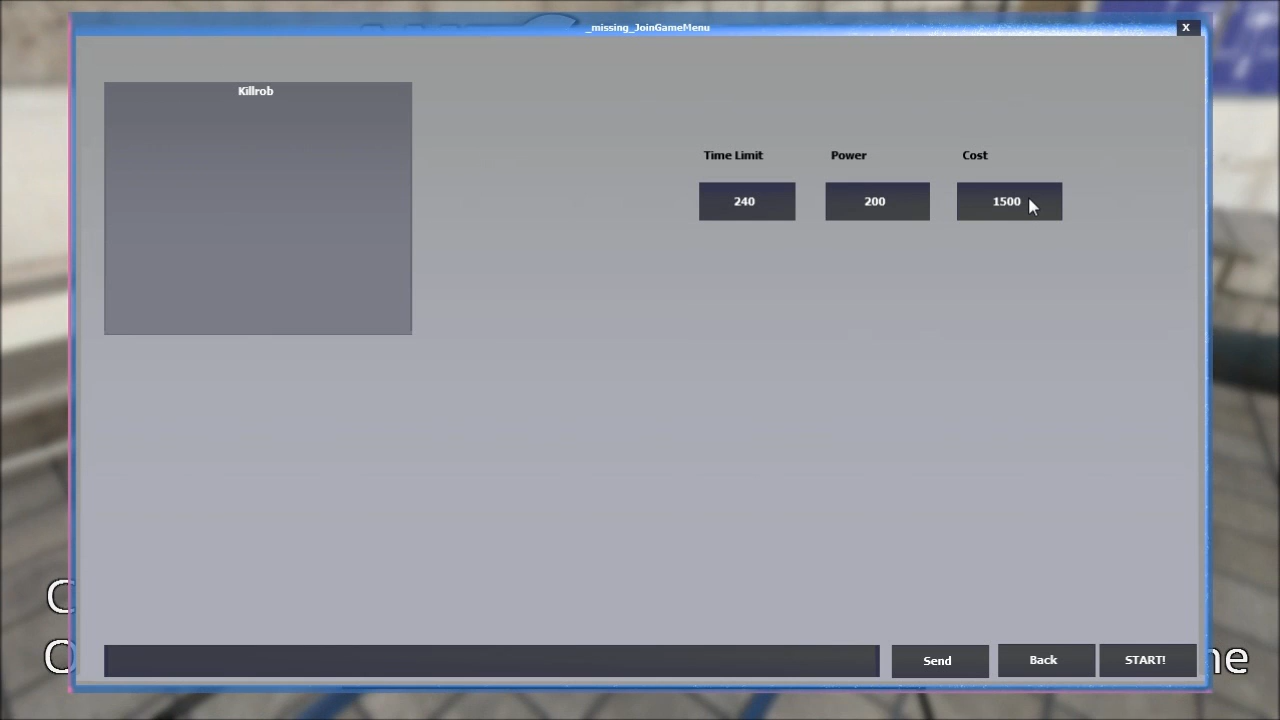 _missing_JoinGameMenu
X
Killrob
Time Limit
Power
Cost
240
200
1500
Send
Back
START!